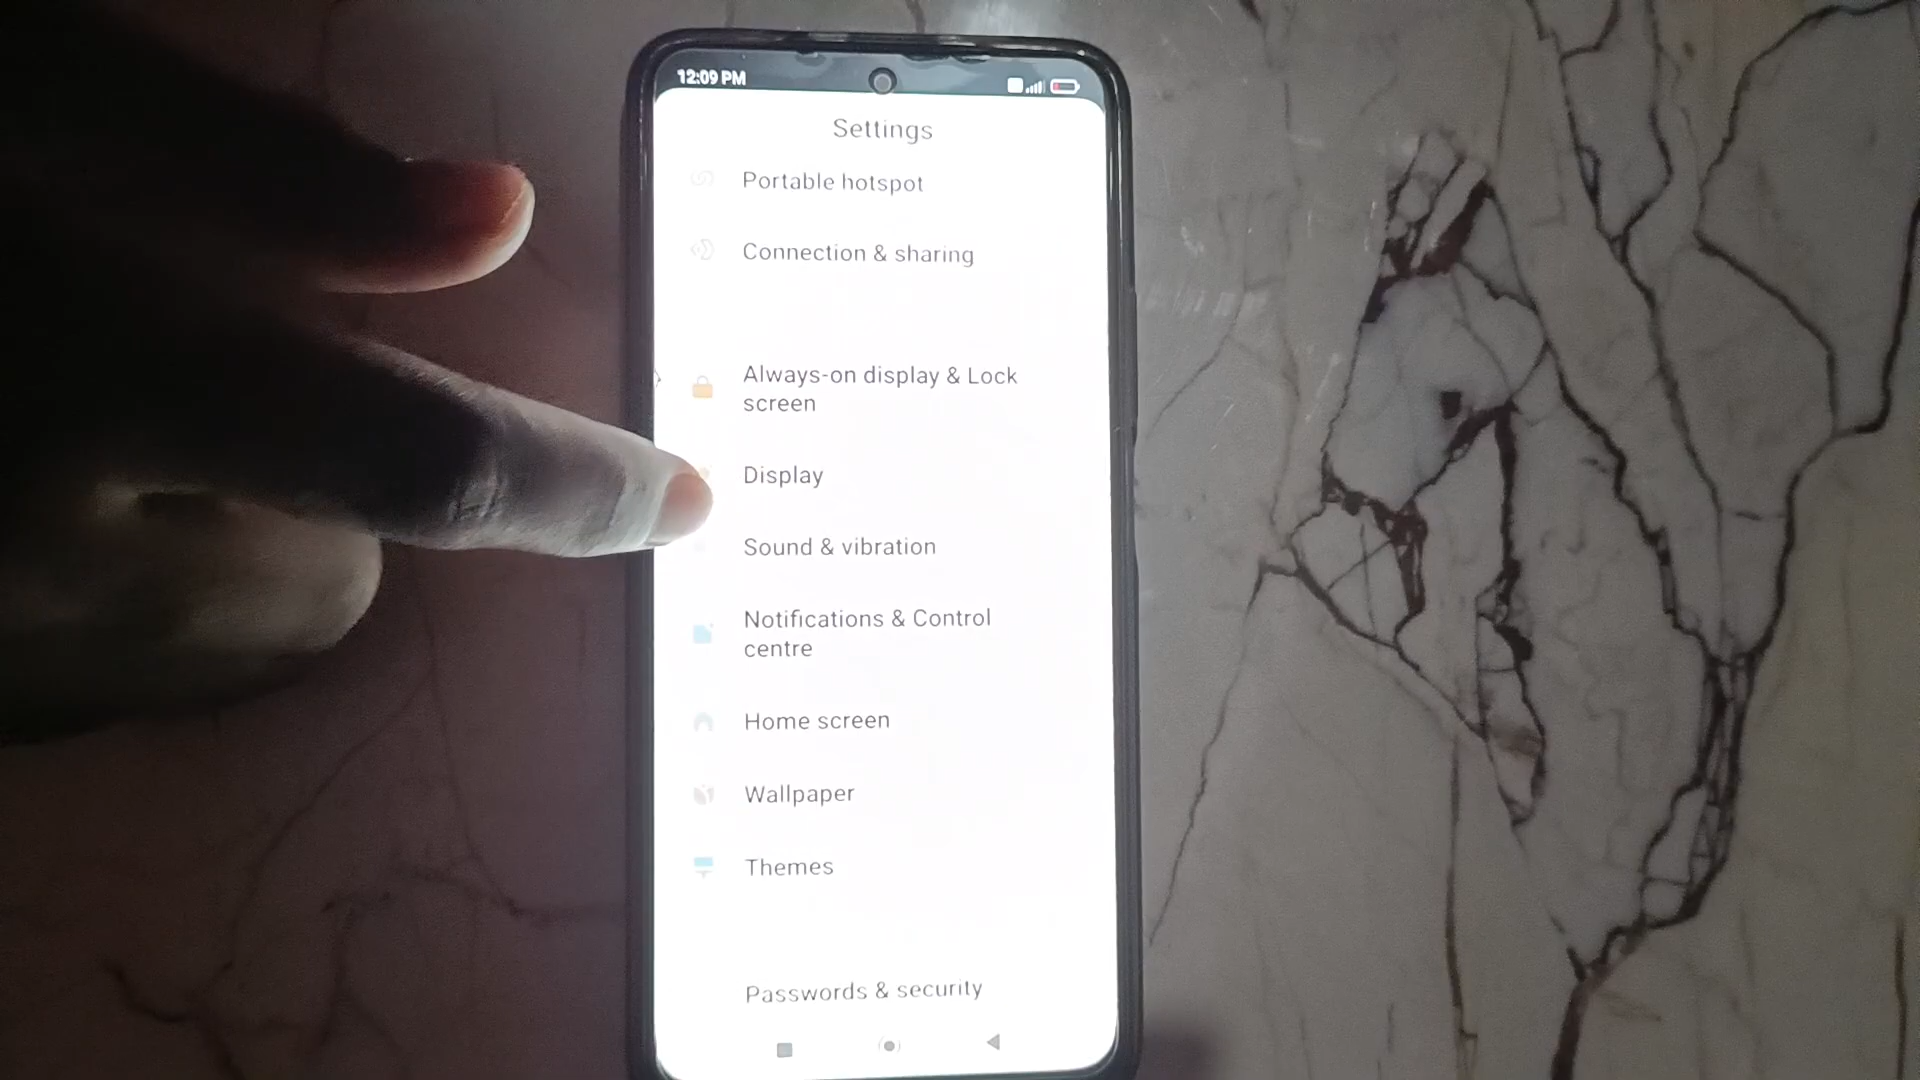 12:09 PM
Settings
Portable hotspot
Connection & sharing
Always-on display & Lock
screen
Display
Sound & vibration
Notifications & Control
centre
Home screen
Wallpaper
Themes
Passwords & security